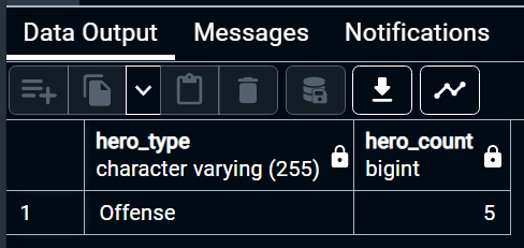 Data Output Messages Notifications
hero_type hero_count
character varying (255) bigint
1 Offense 5